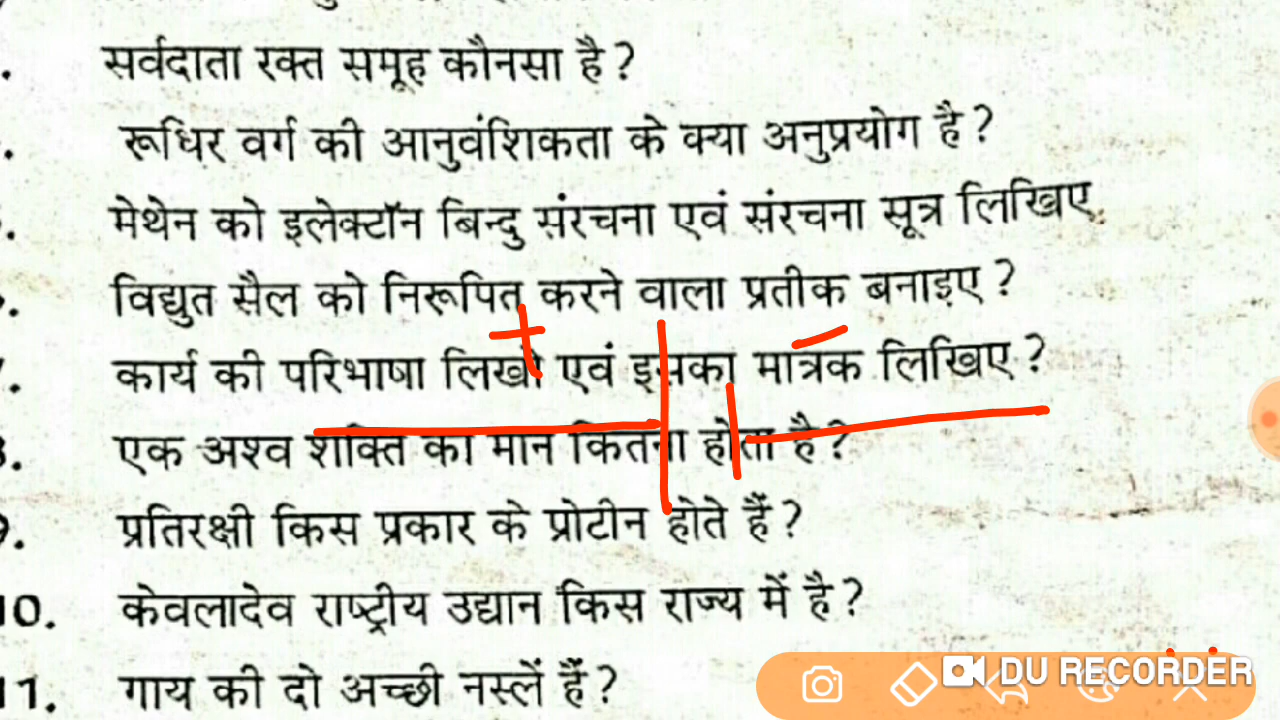 . सर्वदाता रक्त समूह कौनसा है ?
. रूधिर वर्ग की आनुवंशिकता के क्या अनुप्रयोग है ?
. मेथेन को इलेक्टॉन बिन्दु संरचना एवं संरचना सूत्र लिखिए.
. विद्युत सैल को निरूपित करने वाला प्रतीक बनाइए ?
7. कार्य की परिभाषा लिखो एवं इसका मात्रक लिखिए ?
8. एक अश्व शक्ति का मान कितना होता है ?
9. प्रतिरक्षी किस प्रकार के प्रोटीन होते हैं ?
10. केवलादेव राष्ट्रीय उद्यान किस राज्य में है ?
11. गाय की दो अच्छी नस्लें हैं ?
DU RECORDER